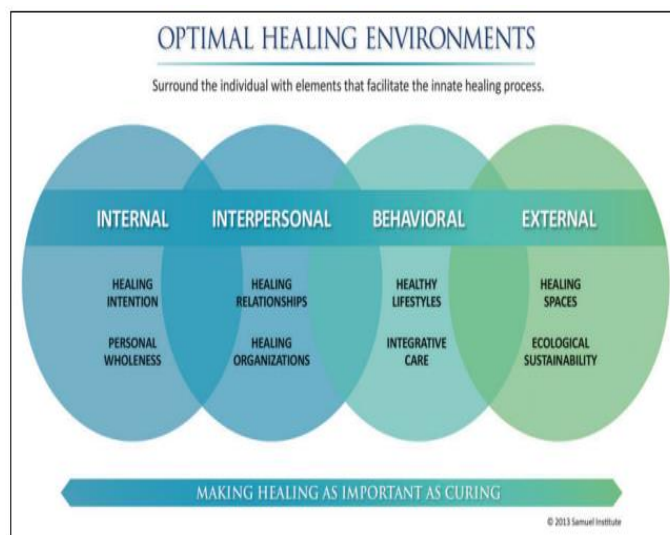 OPTIMAL HEALING ENVIRONMENTS
Surround the individual with elements that facilitate the innate healing process.
INTERNAL INTERPERSONAL BEHAVIORAL EXTERNAL
HEALING HEALING HEALTHY HEALING
INTENTION RELATIONSHIPS LIFESTYLES SPACES
PERSONAL HEALING INTEGRATIVE ECOLOGICAL
WHOLENESS ORGANIZATIONS CARE SUSTAINABILITY
MAKING HEALING AS IMPORTANT AS CURING
© 2013 Samuel Institute